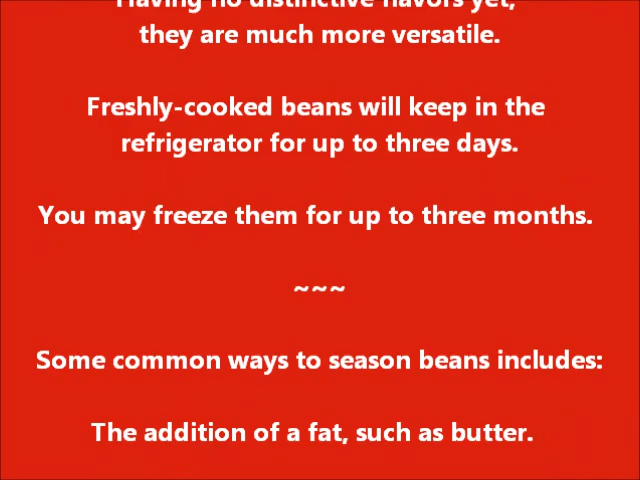 Having no distinctive flavors yet,
they are much more versatile.
Freshly-cooked beans will keep in the
refrigerator for up to three days.
You may freeze them for up to three months.
~~~
Some common ways to season beans includes:
The addition of a fat, such as butter.